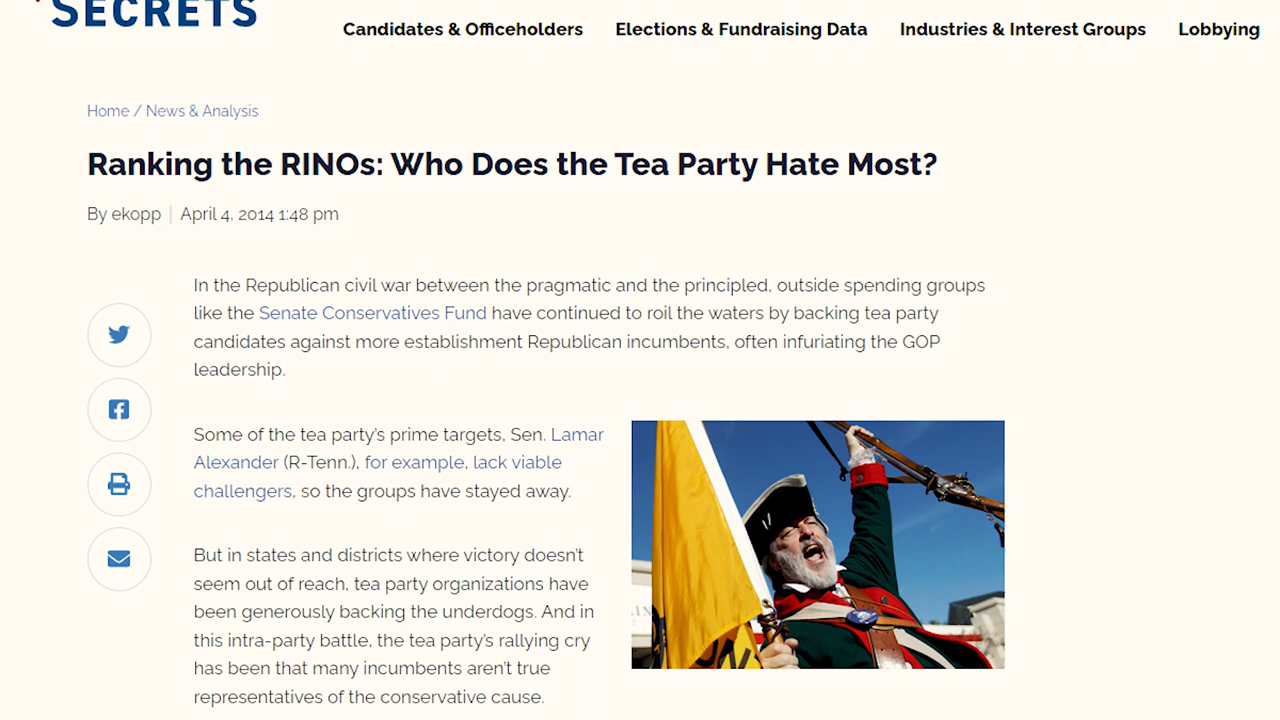 SECRETS
Candidates & Officeholders Elections & Fundraising Data Industries & Interest Groups Lobbying
Home / News & Analysis
Ranking the RINOs: Who Does the Tea Party Hate Most?
By ekopp | April 4, 2014 1:48 pm
In the Republican civil war between the pragmatic and the principled, outside spending groups
like the Senate Conservatives Fund have continued to roil the waters by backing tea party
candidates against more establishment Republican incumbents, often infuriating the GOP
leadership.
Some of the tea party's prime targets, Sen. Lamar
Alexander (R-Tenn.), for example, lack viable
challengers, so the groups have stayed away.
But in states and districts where victory doesn't
seem out of reach, tea party organizations have
been generously backing the underdogs. And in
this intra-party battle, the tea party's rallying cry
has been that many incumbents aren't true
representatives of the conservative cause.